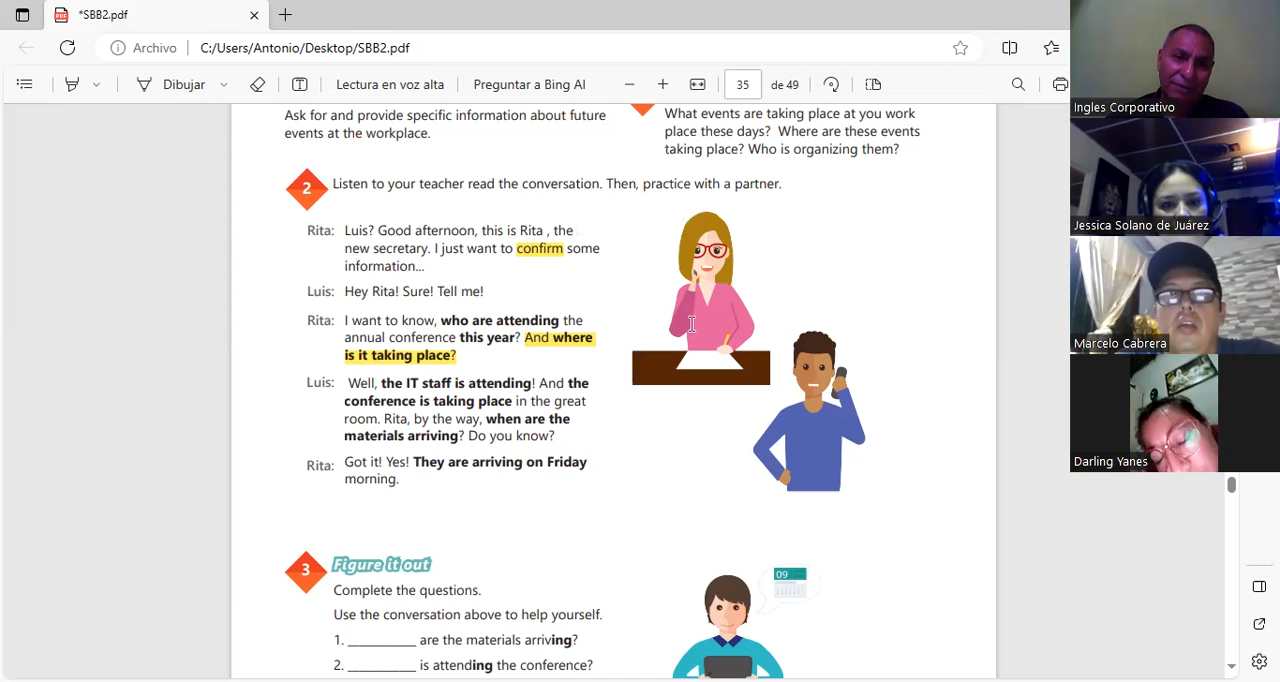 *SBB2.pdf
Archivo
C:/Users/Antonio/Desktop/SBB2.pdf
Dibujar
Lectura en voz alta
Preguntar a Bing AI
35
de 49
Ask for and provide specific information about future
events at the workplace.
What events are taking place at you work
place these days? Where are these events
taking place? Who is organizing them?
2
Listen to your teacher read the conversation. Then, practice with a partner.
Rita: Luis? Good afternoon, this is Rita , the
new secretary. I just want to confirm some
information...
Luis: Hey Rita! Sure! Tell me!
Rita: I want to know, who are attending the
annual conference this year? And where
is it taking place?
Luis: Well, the IT staff is attending! And the
conference is taking place in the great
room. Rita, by the way, when are the
materials arriving? Do you know?
Rita: Got it! Yes! They are arriving on Friday
morning.
3
Figure it out
Complete the questions.
Use the conversation above to help yourself.
1. __________ are the materials arriving?
2. __________ is attending the conference?
09
Ingles Corporativo
Jessica Solano de Juárez
Marcelo Cabrera
Darling Yanes